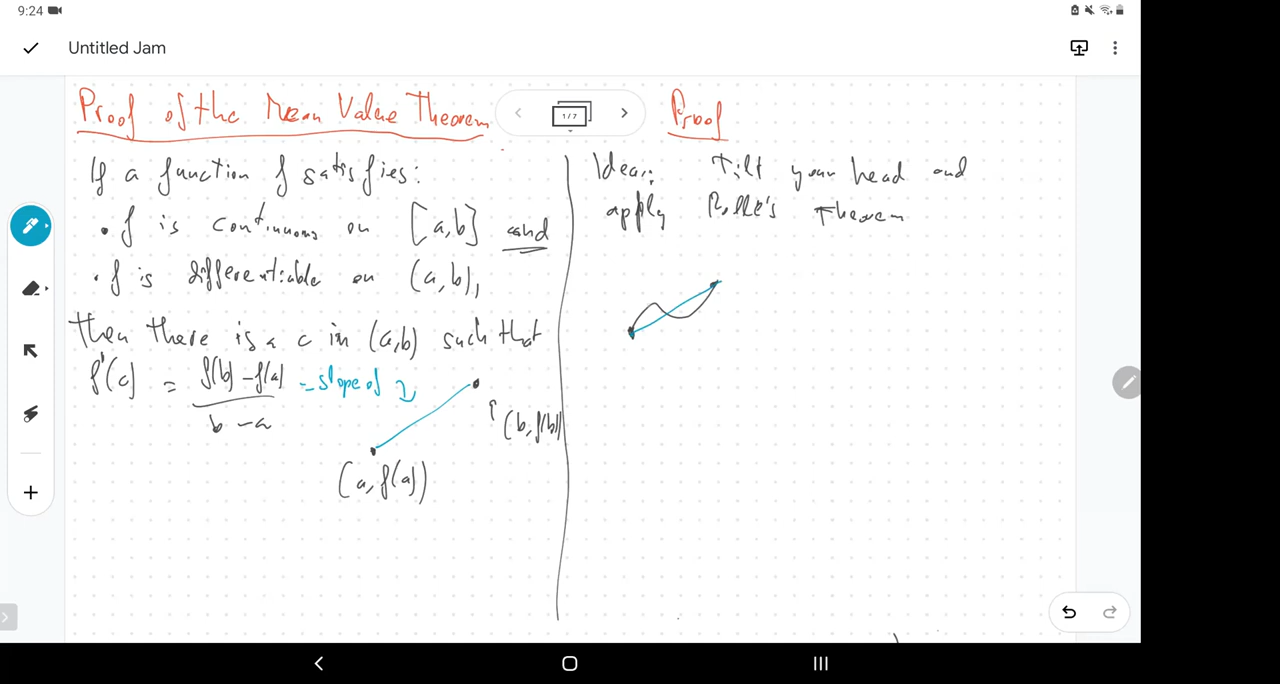 9:24
Untitled Jam
Proof of the Mean Value Theorem
1/7
If a function f satisfies:
• f is continuous on [a,b] and
• f is differentiable on (a,b),
then there is a c in (a,b) such that
f'(c) = f(b) - f(a) = slope of
b - a
(b, f(b))
(a, f(a))
Proof
Idea: Tilt your head and
apply Rolle's Theorem